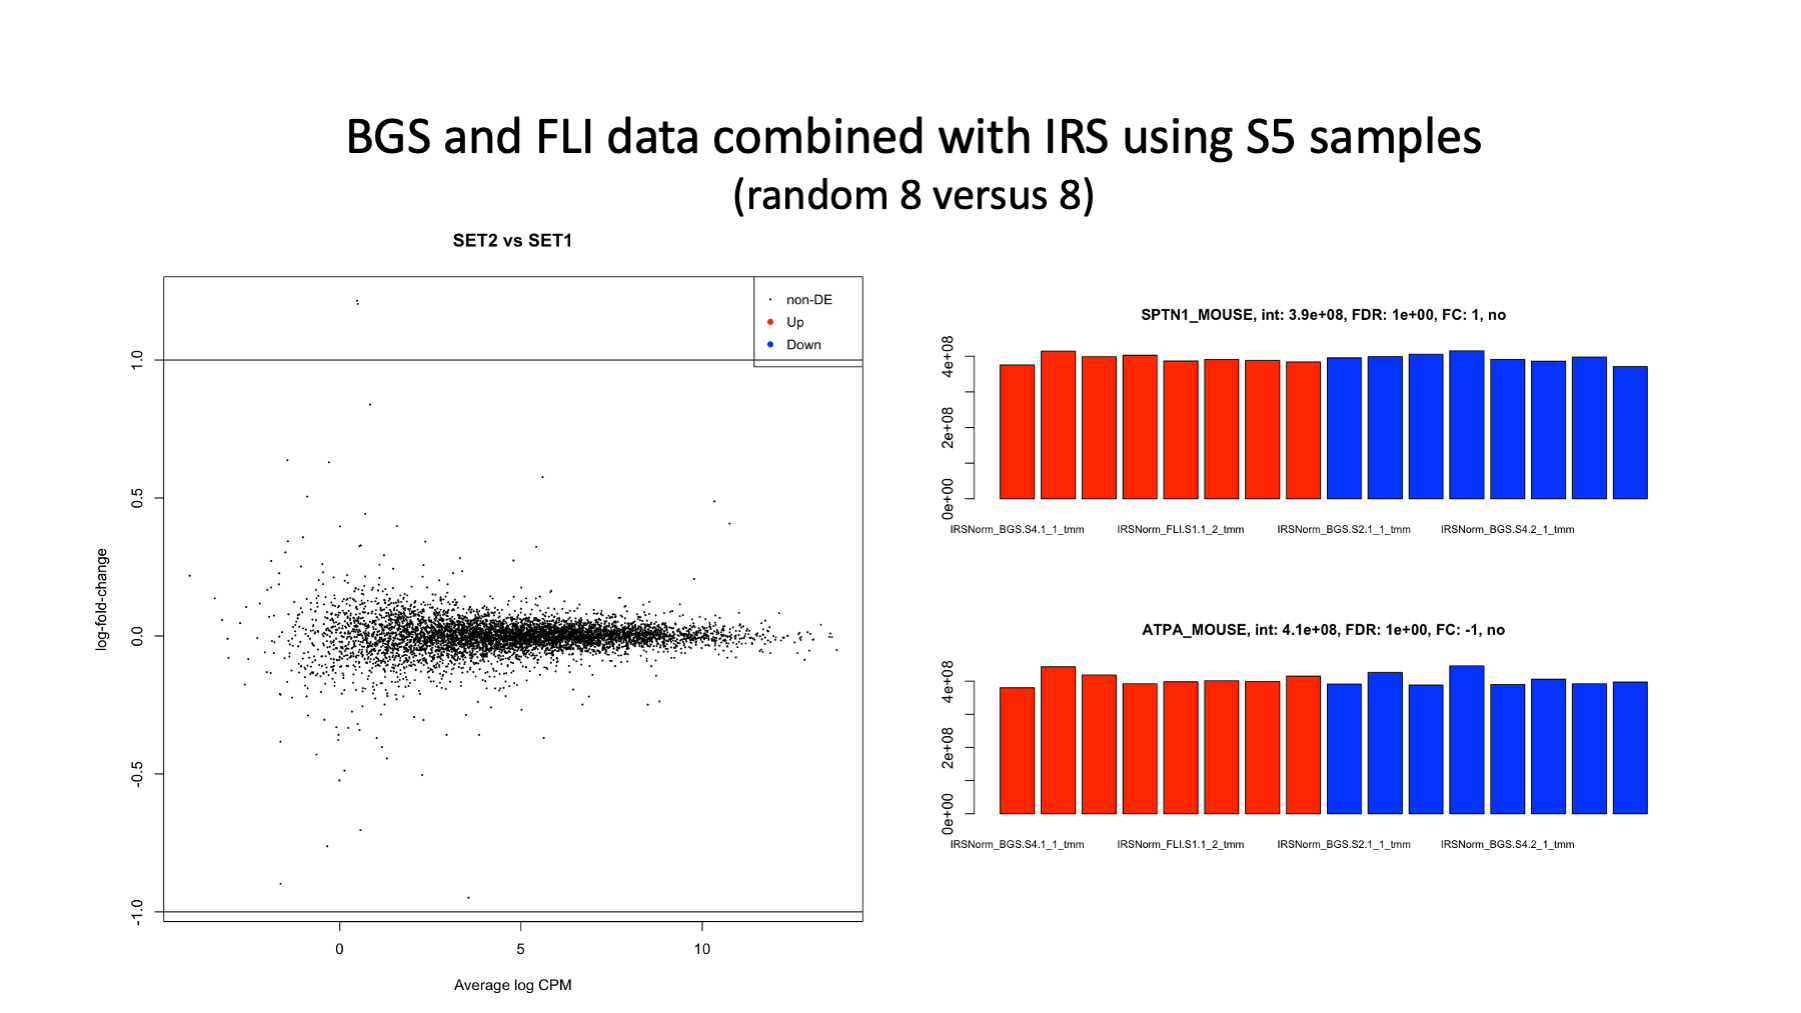 BGS and FLI data combined with IRS using S5 samples
(random 8 versus 8)
SET2 vs SET1
non-DE
Up
Down
log-fold-change
1.0
0.5
0.0
-0.5
-1.0
0
5
10
Average log CPM
SPTN1_MOUSE, int: 3.9e+08, FDR: 1e+00, FC: 1, no
4e+08
2e+08
0e+00
IRSNorm_BGS.S4.1_1_tmm
IRSNorm_FLI.S1.1_2_tmm
IRSNorm_BGS.S2.1_1_tmm
IRSNorm_BGS.S4.2_1_tmm
ATPA_MOUSE, int: 4.1e+08, FDR: 1e+00, FC: -1, no
4e+08
2e+08
0e+00
IRSNorm_BGS.S4.1_1_tmm
IRSNorm_FLI.S1.1_2_tmm
IRSNorm_BGS.S2.1_1_tmm
IRSNorm_BGS.S4.2_1_tmm